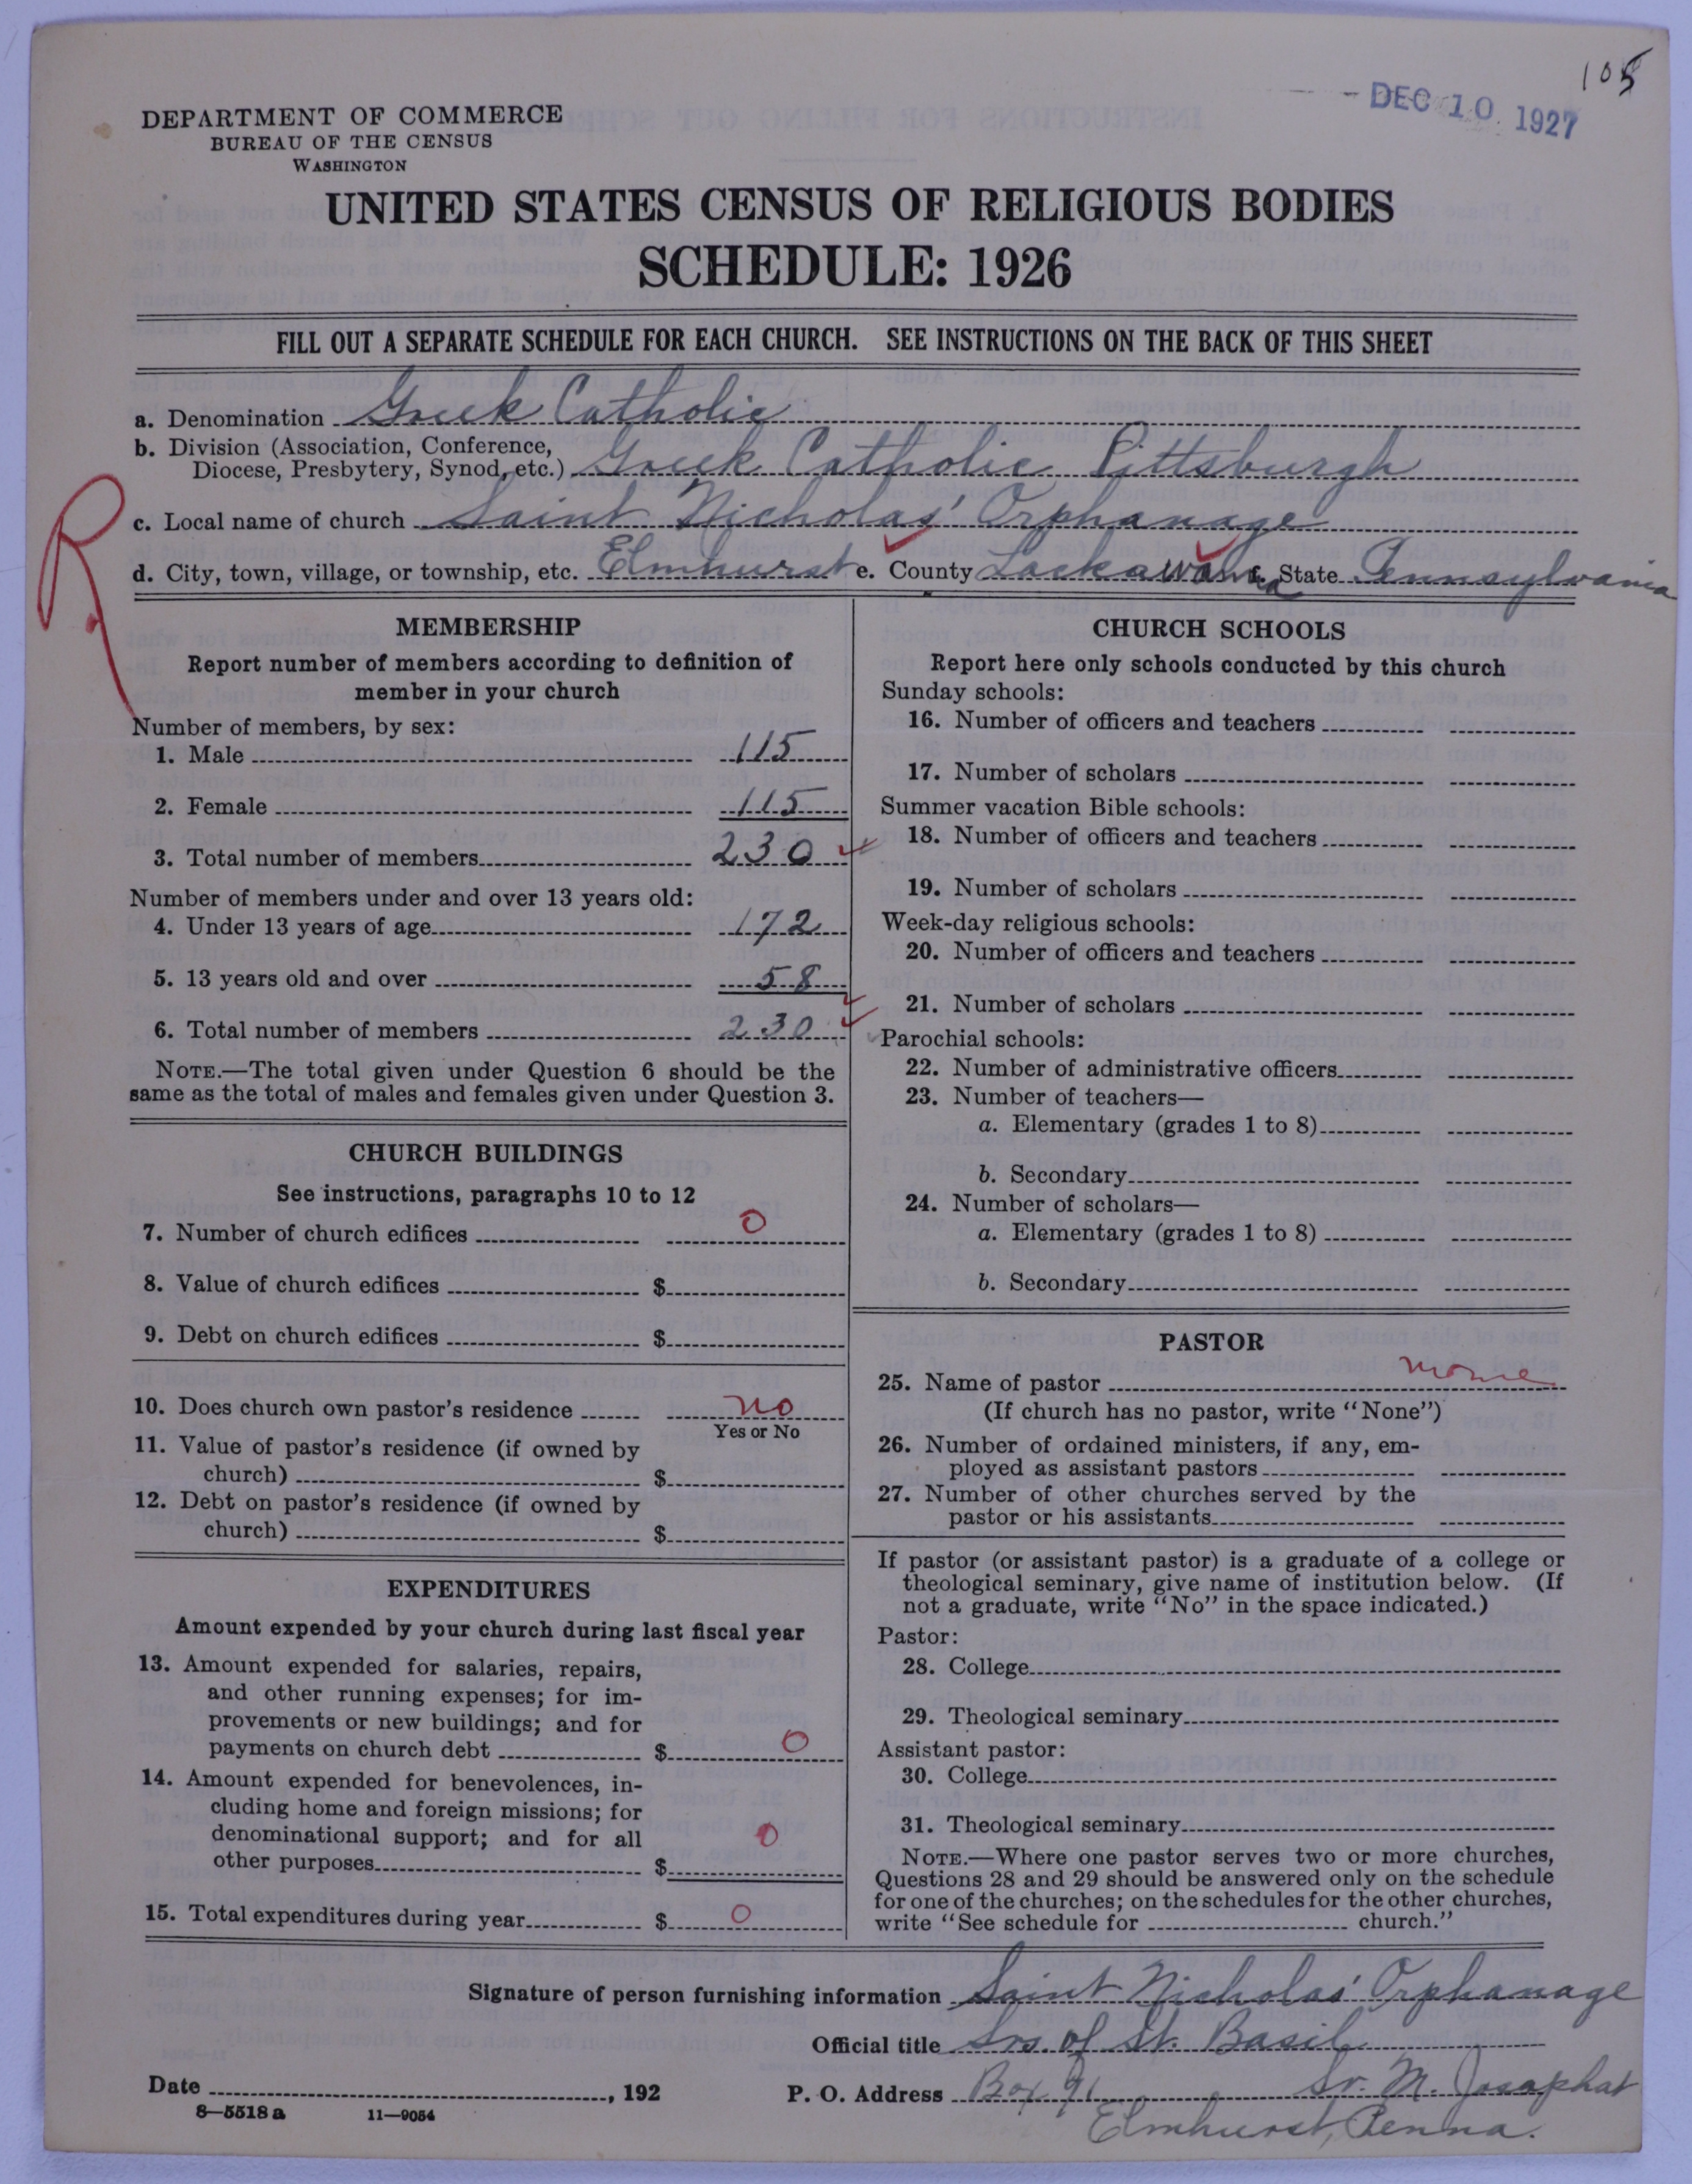 105
DEC 10 1927
DEPARTMENT OF COMMERCE
BUREAU OF THE CENSUS
WASHINGTON
UNITED STATES CENSUS OF RELIGIOUS BODIES
SCHEDULE: 1926
FILL OUT A SEPARATE SCHEDULE FOR EACH CHURCH. SEE INSTRUCTIONS ON THE BACK OF THIS SHEET
a. Denomination Greek Catholic
b. Division (Association, Conference,
Diocese, Presbytery, Synod, etc.) Greek Catholic Pittsburgh
c. Local name of church Saint Nicholas' Orphanage
d. City, town, village, or township, etc. Elmhurst e. County Lackawanna State Pennsylvania
R
MEMBERSHIP
Report number of members according to definition of
member in your church
Number of members, by sex:
1. Male 115
2. Female 115
3. Total number of members 230
Number of members under and over 13 years old:
4. Under 13 years of age 172
5. 13 years old and over 58
6. Total number of members 230
NOTE.—The total given under Question 6 should be the
same as the total of males and females given under Question 3.
CHURCH BUILDINGS
See instructions, paragraphs 10 to 12
7. Number of church edifices 0
8. Value of church edifices $
9. Debt on church edifices $
10. Does church own pastor's residence no
Yes or No
11. Value of pastor's residence (if owned by
church) $
12. Debt on pastor's residence (if owned by
church) $
EXPENDITURES
Amount expended by your church during last fiscal year
13. Amount expended for salaries, repairs,
and other running expenses; for im-
provements or new buildings; and for
payments on church debt $ 0
14. Amount expended for benevolences, in-
cluding home and foreign missions; for
denominational support; and for all
other purposes $ 0
15. Total expenditures during year $ 0
CHURCH SCHOOLS
Report here only schools conducted by this church
Sunday schools:
16. Number of officers and teachers
17. Number of scholars
Summer vacation Bible schools:
18. Number of officers and teachers
19. Number of scholars
Week-day religious schools:
20. Number of officers and teachers
21. Number of scholars
Parochial schools:
22. Number of administrative officers
23. Number of teachers—
a. Elementary (grades 1 to 8)
b. Secondary
24. Number of scholars—
a. Elementary (grades 1 to 8)
b. Secondary
PASTOR
25. Name of pastor none
(If church has no pastor, write "None")
26. Number of ordained ministers, if any, em-
ployed as assistant pastors
27. Number of other churches served by the
pastor or his assistants
If pastor (or assistant pastor) is a graduate of a college or
theological seminary, give name of institution below. (If
not a graduate, write "No" in the space indicated.)
Pastor:
28. College
29. Theological seminary
Assistant pastor:
30. College
31. Theological seminary
NOTE.—Where one pastor serves two or more churches,
Questions 28 and 29 should be answered only on the schedule
for one of the churches; on the schedules for the other churches,
write "See schedule for church."
Signature of person furnishing information Saint Nicholas' Orphanage
Official title Srs. of St. Basil
Date , 192 P. O. Address Box 91 Sr. M. Josaphat
8—5518a 11—9054 Elmhurst, Penna.